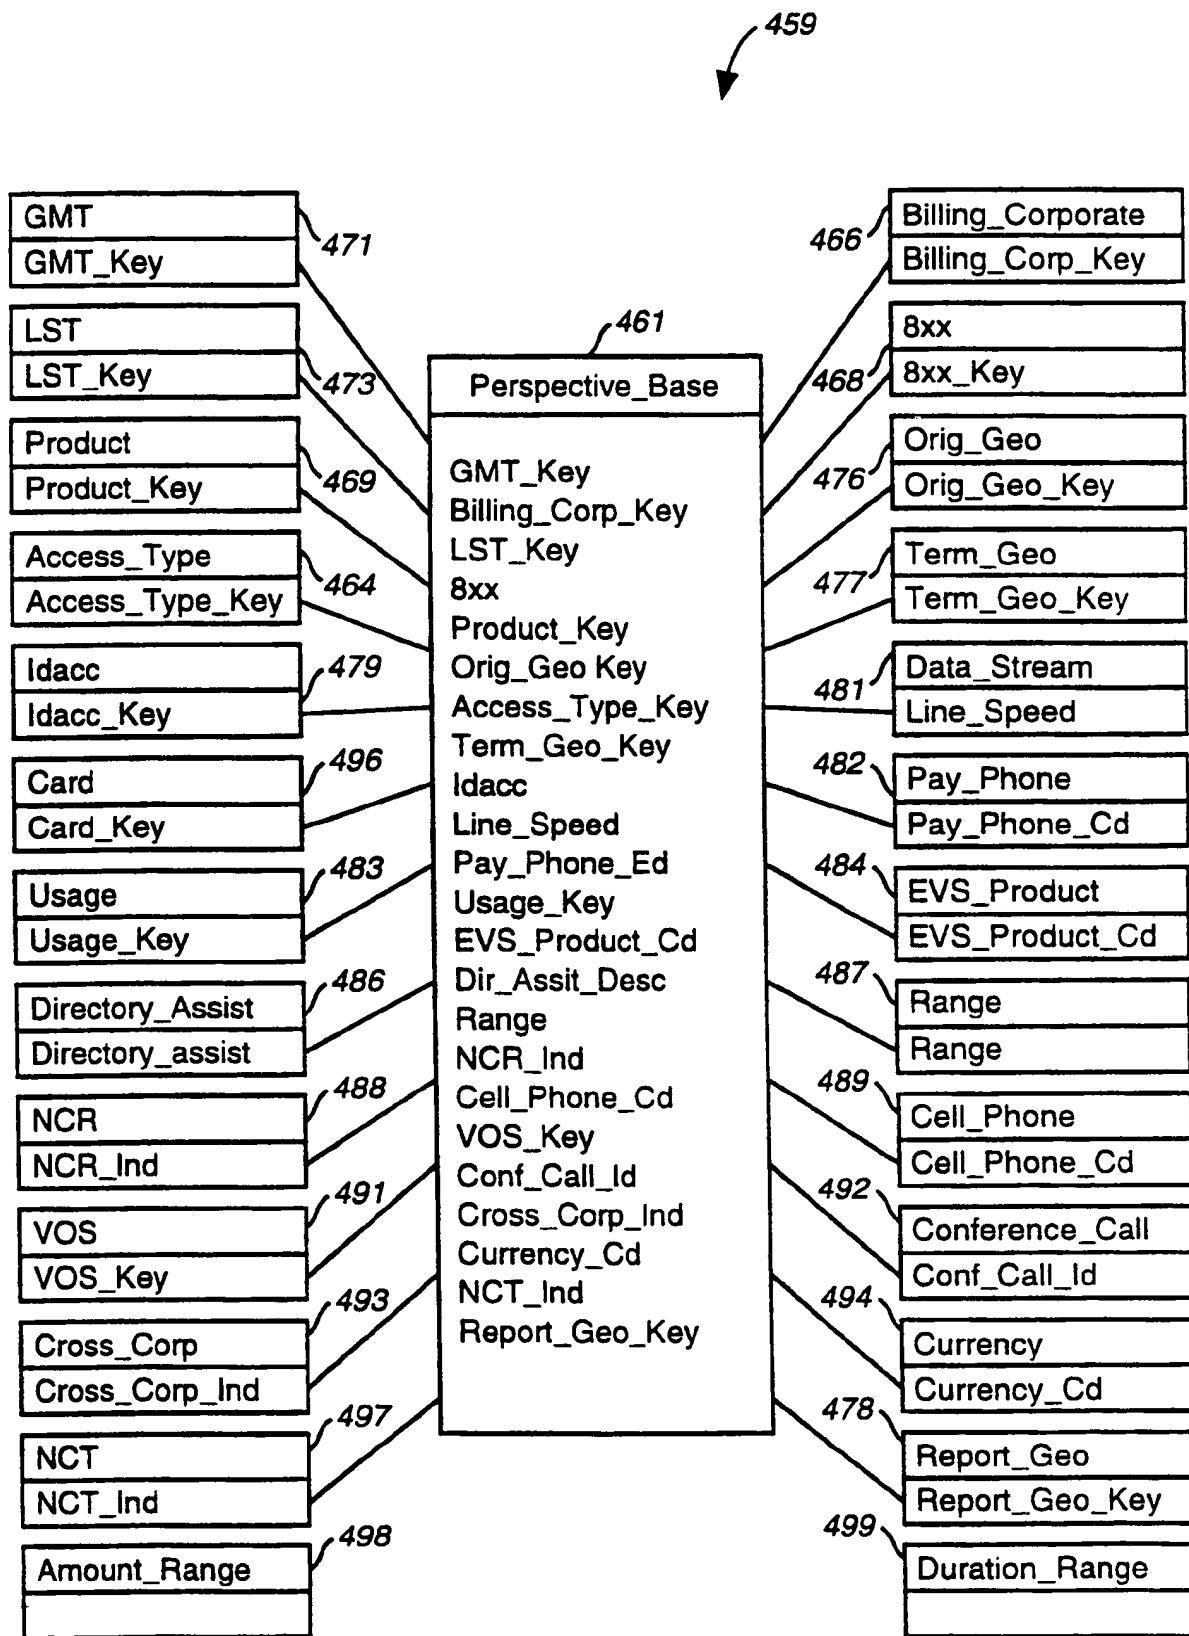 459
GMT
GMT_Key
471
LST
LST_Key
473
Product
Product_Key
469
Access_Type
Access_Type_Key
464
Idacc
Idacc_Key
479
Card
Card_Key
496
Usage
Usage_Key
483
Directory_Assist
Directory_assist
486
NCR
NCR_Ind
488
VOS
VOS_Key
491
Cross_Corp
Cross_Corp_Ind
493
NCT
NCT_Ind
497
Amount_Range
498
461
Perspective_Base
GMT_Key
Billing_Corp_Key
LST_Key
8xx
Product_Key
Orig_Geo Key
Access_Type_Key
Term_Geo_Key
Idacc
Line_Speed
Pay_Phone_Ed
Usage_Key
EVS_Product_Cd
Dir_Assit_Desc
Range
NCR_Ind
Cell_Phone_Cd
VOS_Key
Conf_Call_Id
Cross_Corp_Ind
Currency_Cd
NCT_Ind
Report_Geo_Key
466
Billing_Corporate
Billing_Corp_Key
468
8xx
8xx_Key
476
Orig_Geo
Orig_Geo_Key
477
Term_Geo
Term_Geo_Key
481
Data_Stream
Line_Speed
482
Pay_Phone
Pay_Phone_Cd
484
EVS_Product
EVS_Product_Cd
487
Range
Range
489
Cell_Phone
Cell_Phone_Cd
492
Conference_Call
Conf_Call_Id
494
Currency
Currency_Cd
478
Report_Geo
Report_Geo_Key
499
Duration_Range